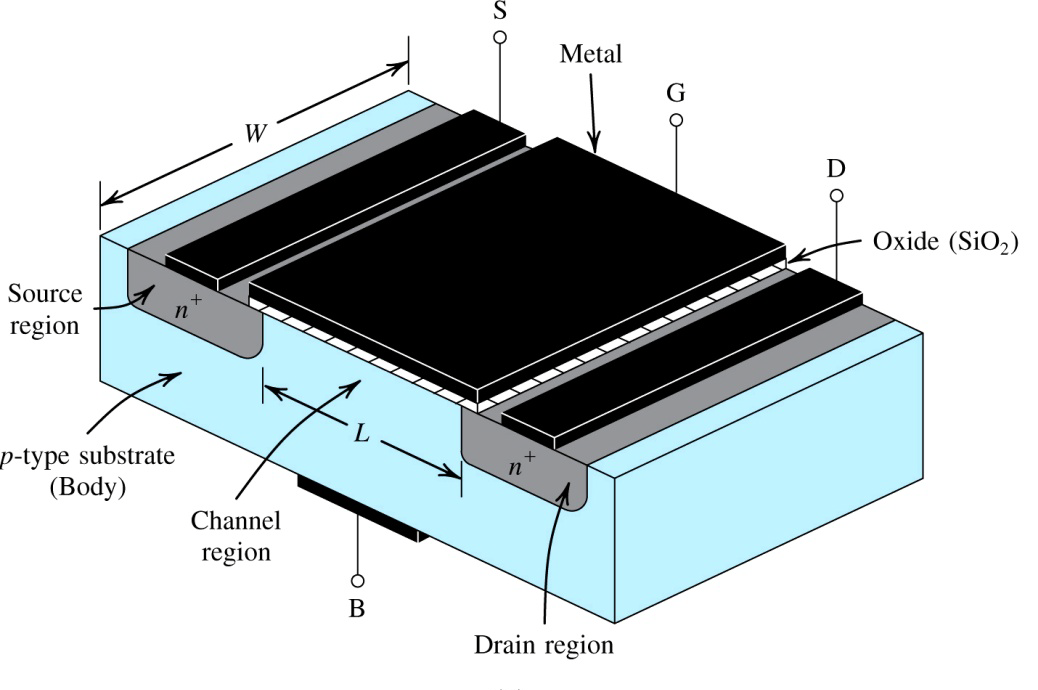 S
Metal
G
W
D
Oxide (SiO₂)
Source
region
n⁺
L
n⁺
p-type substrate
(Body)
Channel
region
B
Drain region